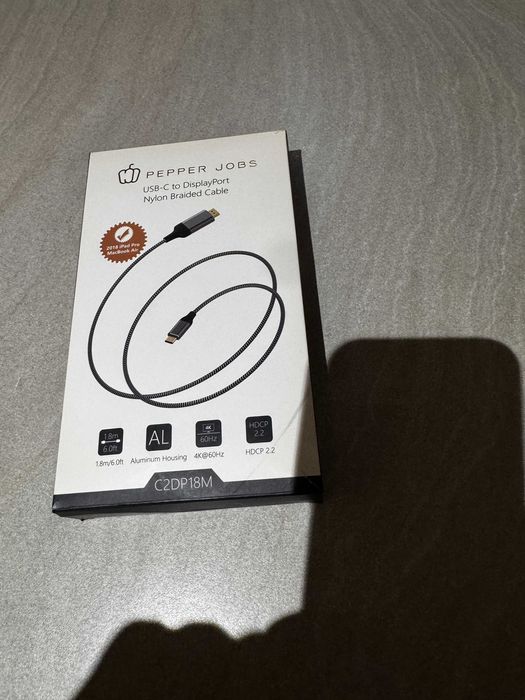 PEPPER JOBS
USB-C to DisplayPort
Nylon Braided Cable
2018 iPad Pro
MacBook Air
1.8m
6.0ft
1.8m/6.0ft
AL
Aluminum Housing
4K
60Hz
4K@60Hz
HDCP
2.2
HDCP 2.2
C2DP18M